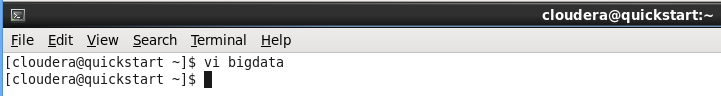 cloudera@quickstart:~
File Edit View Search Terminal Help
[cloudera@quickstart ~]$ vi bigdata
[cloudera@quickstart ~]$